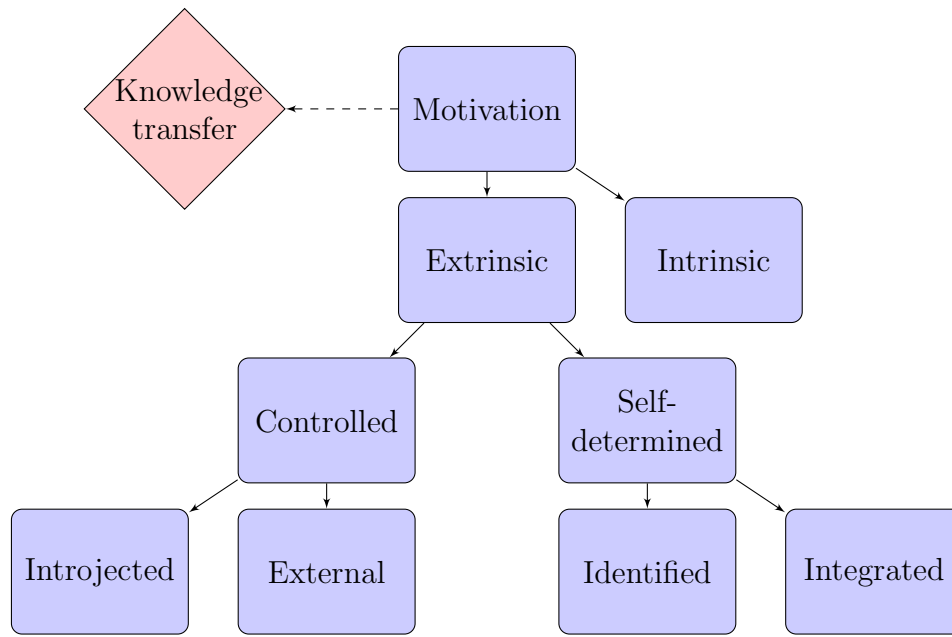 Knowledge
transfer
Motivation
Extrinsic
Intrinsic
Controlled
Self-
determined
Introjected
External
Identified
Integrated